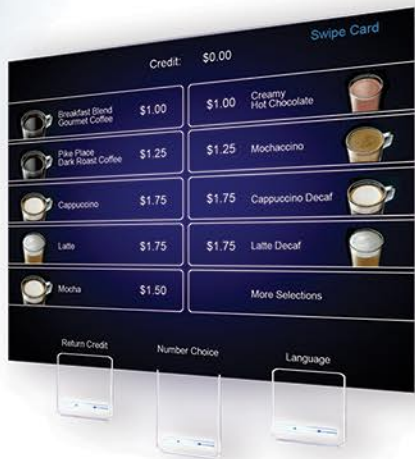 Swipe Card
Credit: $0.00
Breakfast Blend
Gourmet Coffee
$1.00
$1.00
Creamy
Hot Chocolate
Pike Place
Dark Roast Coffee
$1.25
$1.25
Mochaccino
Cappuccino
$1.75
$1.75
Cappuccino Decaf
Latte
$1.75
$1.75
Latte Decaf
Mocha
$1.50
More Selections
Return Credit
Number Choice
Language